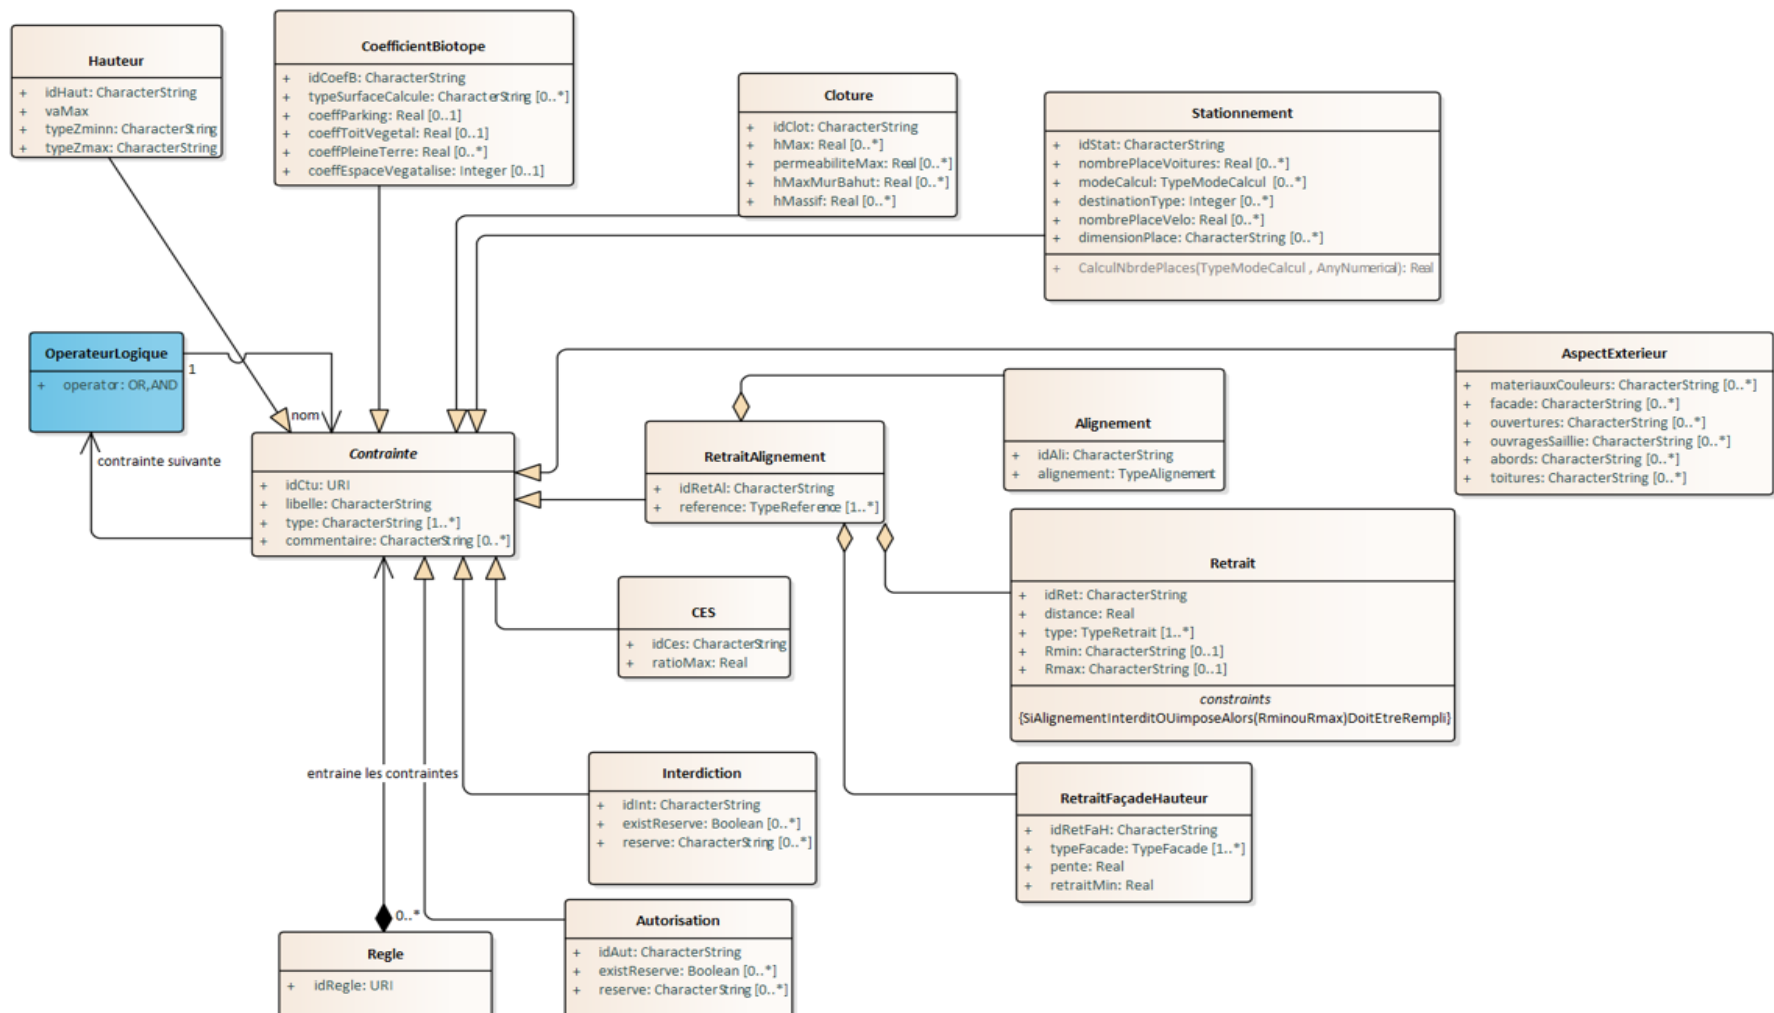 Hauteur
+ idHaut: CharacterString
+ vaMax
+ typeZminn: CharacterString
+ typeZmax: CharacterString
CoefficientBiotope
+ idCoefB: CharacterString
+ typeSurfaceCalcule: CharacterString [0..*]
+ coeffParking: Real [0..1]
+ coeffToitVegetal: Real [0..1]
+ coeffPleineTerre: Real [0..*]
+ coeffEspaceVegatalise: Integer [0..1]
Cloture
+ idClot: CharacterString
+ hMax: Real [0..*]
+ permeabiliteMax: Real [0..*]
+ hMaxMurBahut: Real [0..*]
+ hMassif: Real [0..*]
Stationnement
+ idStat: CharacterString
+ nombrePlaceVoitures: Real [0..*]
+ modeCalcul: TypeModeCalcul [0..*]
+ destinationType: Integer [0..*]
+ nombrePlaceVelo: Real [0..*]
+ dimensionPlace: CharacterString [0..*]
+ CalculNbrdePlaces(TypeModeCalcul , AnyNumerical): Real
OperateurLogique
+ operator: OR,AND
1
nom
contrainte suivante
Contrainte
+ idCtu: URI
+ libelle: CharacterString
+ type: CharacterString [1..*]
+ commentaire: CharacterString [0..*]
RetraitAlignement
+ idRetAl: CharacterString
+ reference: TypeReference [1..*]
Alignement
+ idAli: CharacterString
+ alignement: TypeAlignement
AspectExterieur
+ materiauxCouleurs: CharacterString [0..*]
+ facade: CharacterString [0..*]
+ ouvertures: CharacterString [0..*]
+ ouvragesSaillie: CharacterString [0..*]
+ abords: CharacterString [0..*]
+ toitures: CharacterString [0..*]
Retrait
+ idRet: CharacterString
+ distance: Real
+ type: TypeRetrait [1..*]
+ Rmin: CharacterString [0..1]
+ Rmax: CharacterString [0..1]
constraints
{SiAlignementInterditOUimposeAlors(RminouRmax)DoitEtreRempli}
CES
+ idCes: CharacterString
+ ratioMax: Real
entraine les contraintes
Interdiction
+ idInt: CharacterString
+ existReserve: Boolean [0..*]
+ reserve: CharacterString [0..*]
RetraitFaçadeHauteur
+ idRetFaH: CharacterString
+ typeFacade: TypeFacade [1..*]
+ pente: Real
+ retraitMin: Real
0..*
Autorisation
+ idAut: CharacterString
+ existReserve: Boolean [0..*]
+ reserve: CharacterString [0..*]
Regle
+ idRegle: URI